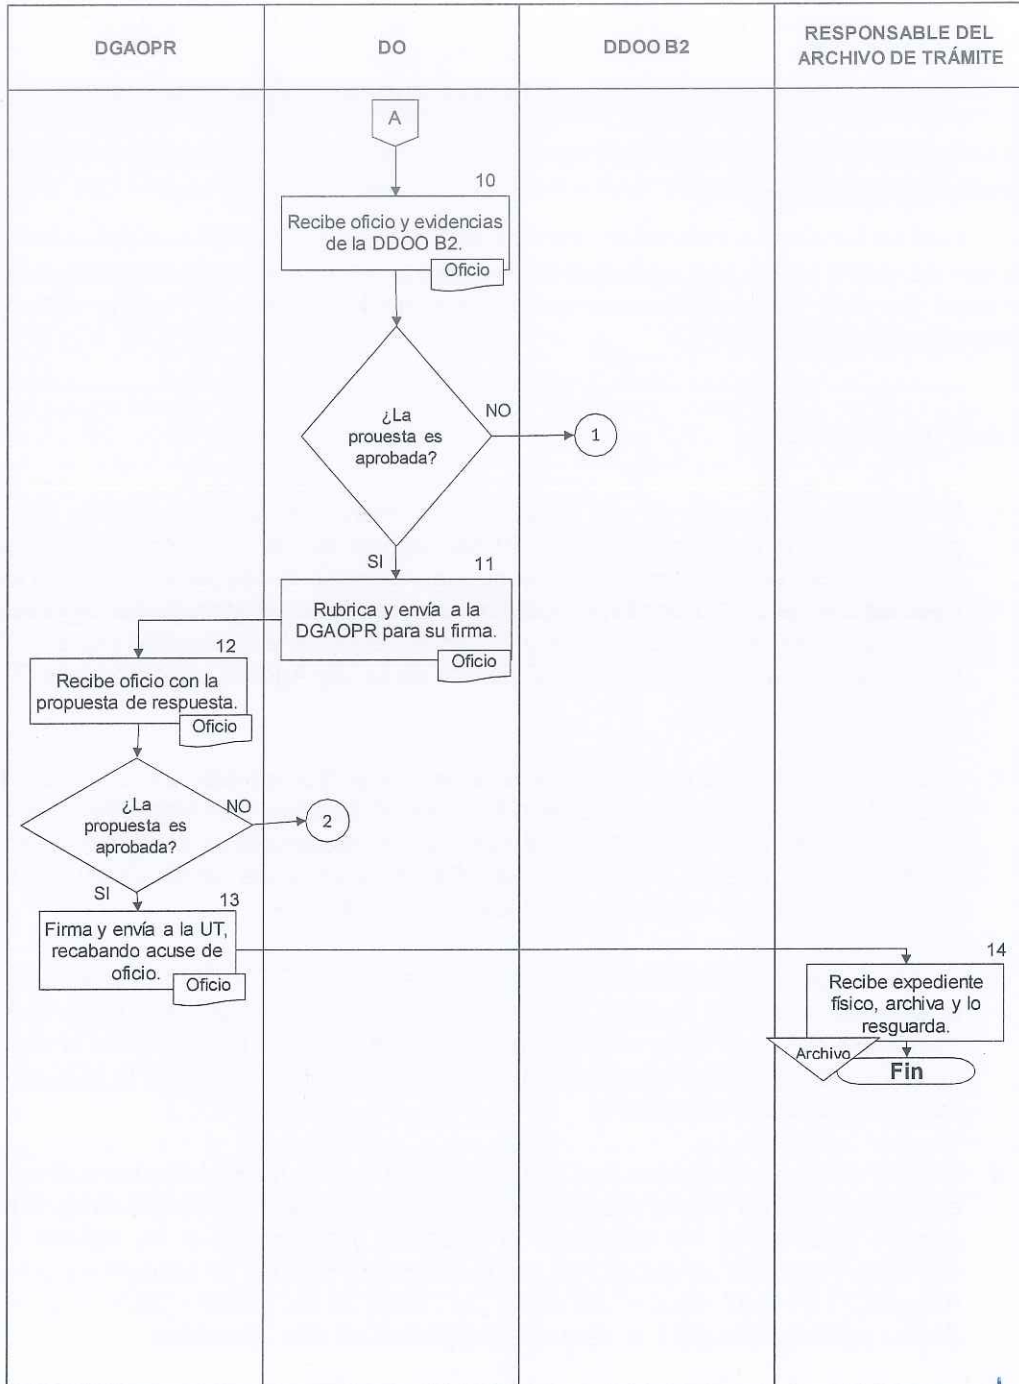 DGAOPR
DO
DDOO B2
RESPONSABLE DEL
ARCHIVO DE TRÁMITE
A
10
Recibe oficio y evidencias
de la DDOO B2.
Oficio
¿La
prouesta es
aprobada?
NO
1
SI
11
Rubrica y envía a la
DGAOPR para su firma.
Oficio
12
Recibe oficio con la
propuesta de respuesta.
Oficio
¿La
propuesta es
aprobada?
NO
2
SI
13
Firma y envía a la UT,
recabando acuse de
oficio.
Oficio
14
Recibe expediente
físico, archiva y lo
resguarda.
Archivo
Fin